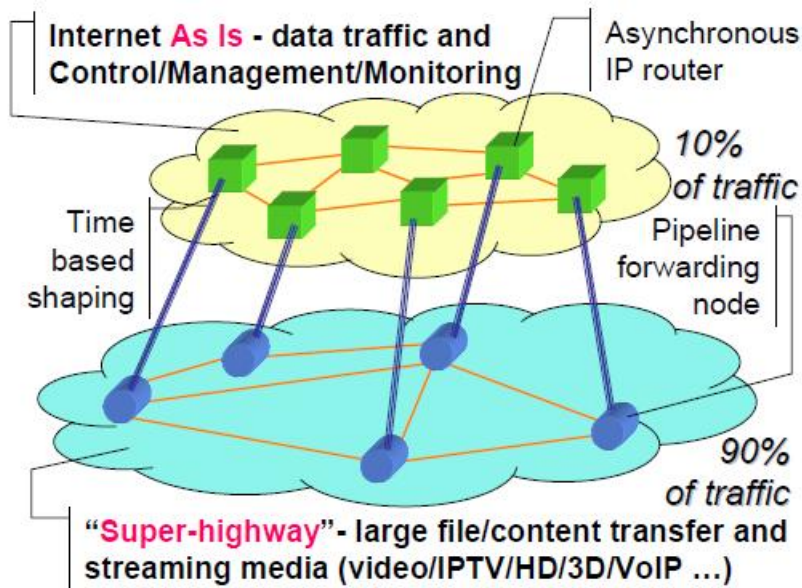 Internet As Is - data traffic and
Control/Management/Monitoring
Asynchronous
IP router
10%
of traffic
Time
based
shaping
Pipeline
forwarding
node
90%
of traffic
“Super-highway”- large file/content transfer and
streaming media (video/IPTV/HD/3D/VoIP ...)